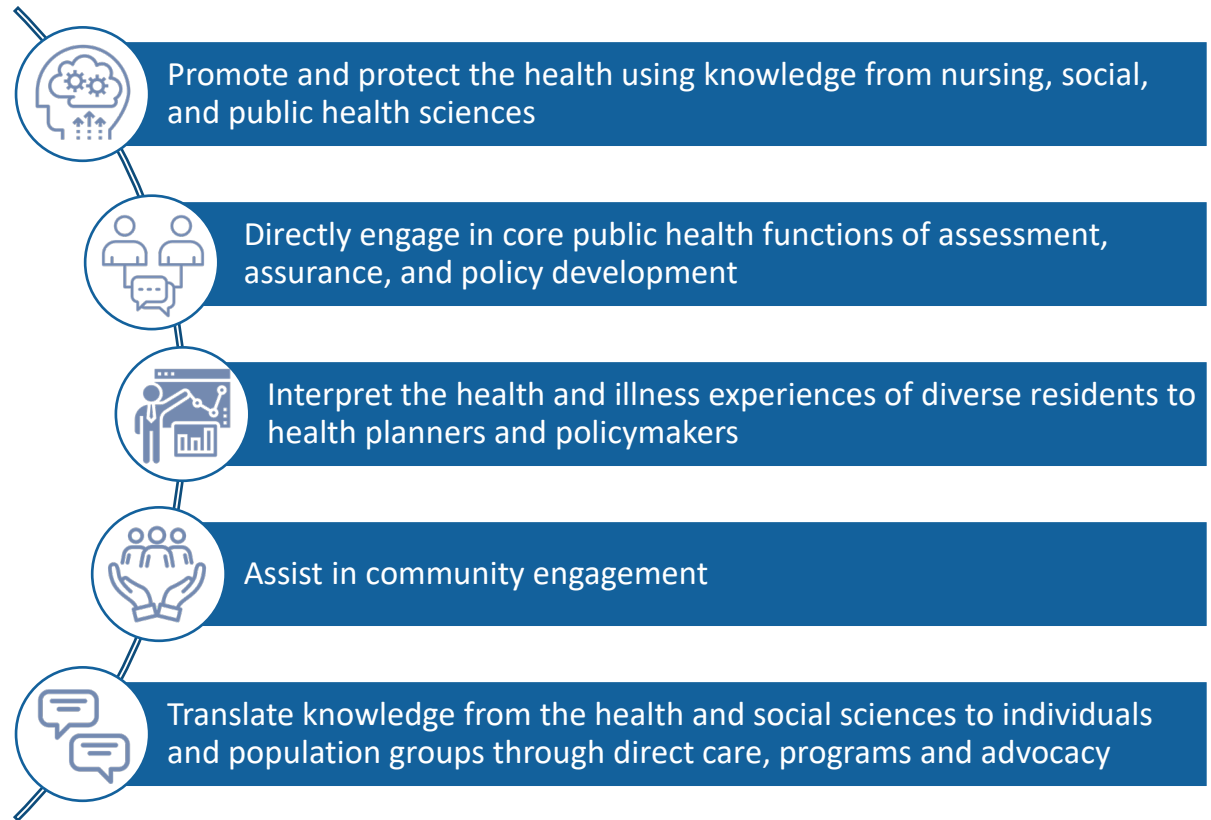 Promote and protect the health using knowledge from nursing, social,
and public health sciences
Directly engage in core public health functions of assessment,
assurance, and policy development
Interpret the health and illness experiences of diverse residents to
health planners and policymakers
Assist in community engagement
Translate knowledge from the health and social sciences to individuals
and population groups through direct care, programs and advocacy